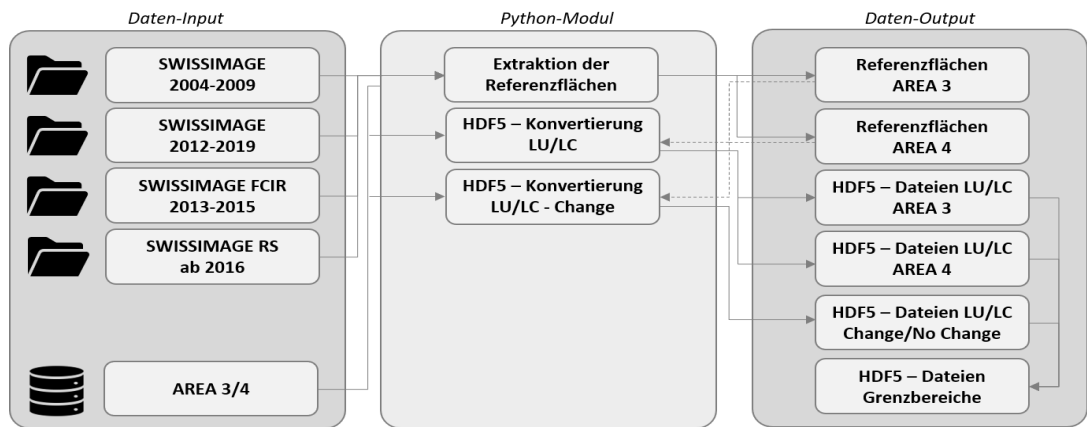 Daten-Input
SWISSIMAGE
2004-2009
SWISSIMAGE
2012-2019
SWISSIMAGE FCIR
2013-2015
SWISSIMAGE RS
ab 2016
AREA 3/4
Python-Modul
Extraktion der
Referenzflächen
HDF5 – Konvertierung
LU/LC
HDF5 – Konvertierung
LU/LC - Change
Daten-Output
Referenzflächen
AREA 3
Referenzflächen
AREA 4
HDF5 – Dateien LU/LC
AREA 3
HDF5 – Dateien LU/LC
AREA 4
HDF5 – Dateien LU/LC
Change/No Change
HDF5 – Dateien
Grenzbereiche